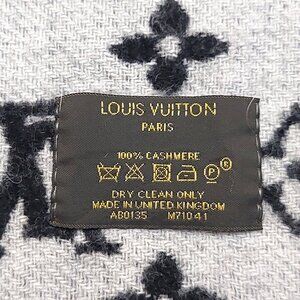 LOUIS VUITTON
PARIS
100% CASHMERE
P
DRY CLEAN ONLY
MADE IN UNITED KINGDOM
AB0135 M71041